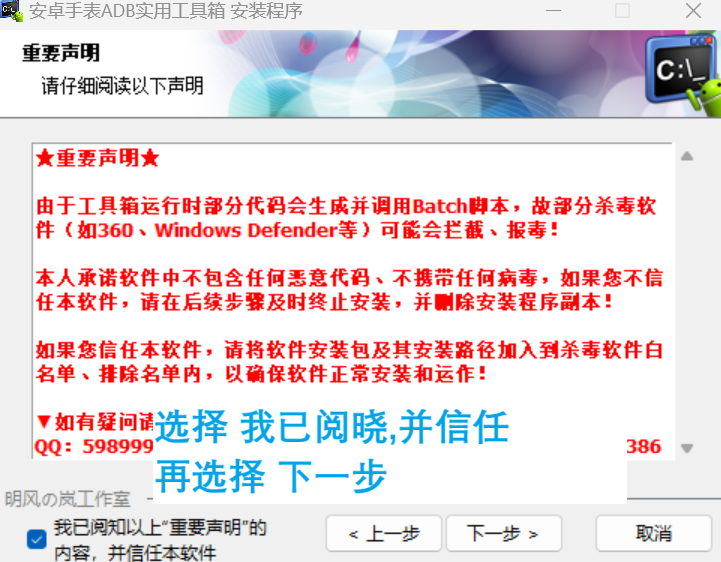 安卓手表ADB实用工具箱 安装程序
重要声明
请仔细阅读以下声明
C:\_
★重要声明★
由于工具箱运行时部分代码会生成并调用Batch脚本，故部分杀毒软
件（如360、Windows Defender等）可能会拦截、报毒！
本人承诺软件中不包含任何恶意代码、不携带任何病毒，如果您不信
任本软件，请在后续步骤及时终止安装，并删除安装程序副本！
如果您信任本软件，请将软件安装包及其安装路径加入到杀毒软件白
名单、排除名单内，以确保软件正常安装和运作！
▼如有疑问请
QQ：598999
386
选择 我已阅晓,并信任
再选择 下一步
明风の岚工作室
我已阅知以上“重要声明”的
内容，并信任本软件
< 上一步
下一步 >
取消